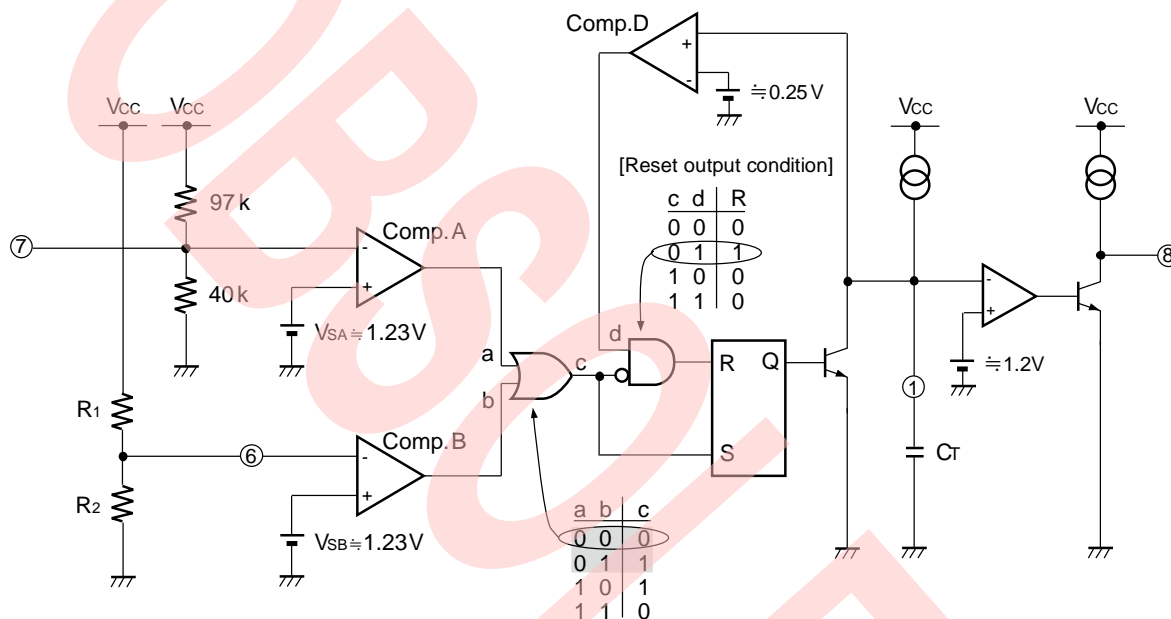 Comp.D
+
-
≒0.25V
VCC
VCC
VCC
VCC
[Reset output condition]
c d R
0 0 0
0 1 1
1 0 0
1 1 0
97k
Comp.A
7
-
+
40k
VSA≒1.23V
a
b
c
d
R
Q
S
-
+
≒1.2V
8
1
CT
R1
6
Comp.B
-
+
R2
VSB≒1.23V
a b c
0 0 0
0 1 1
1 0 1
1 1 0
OBSOLE